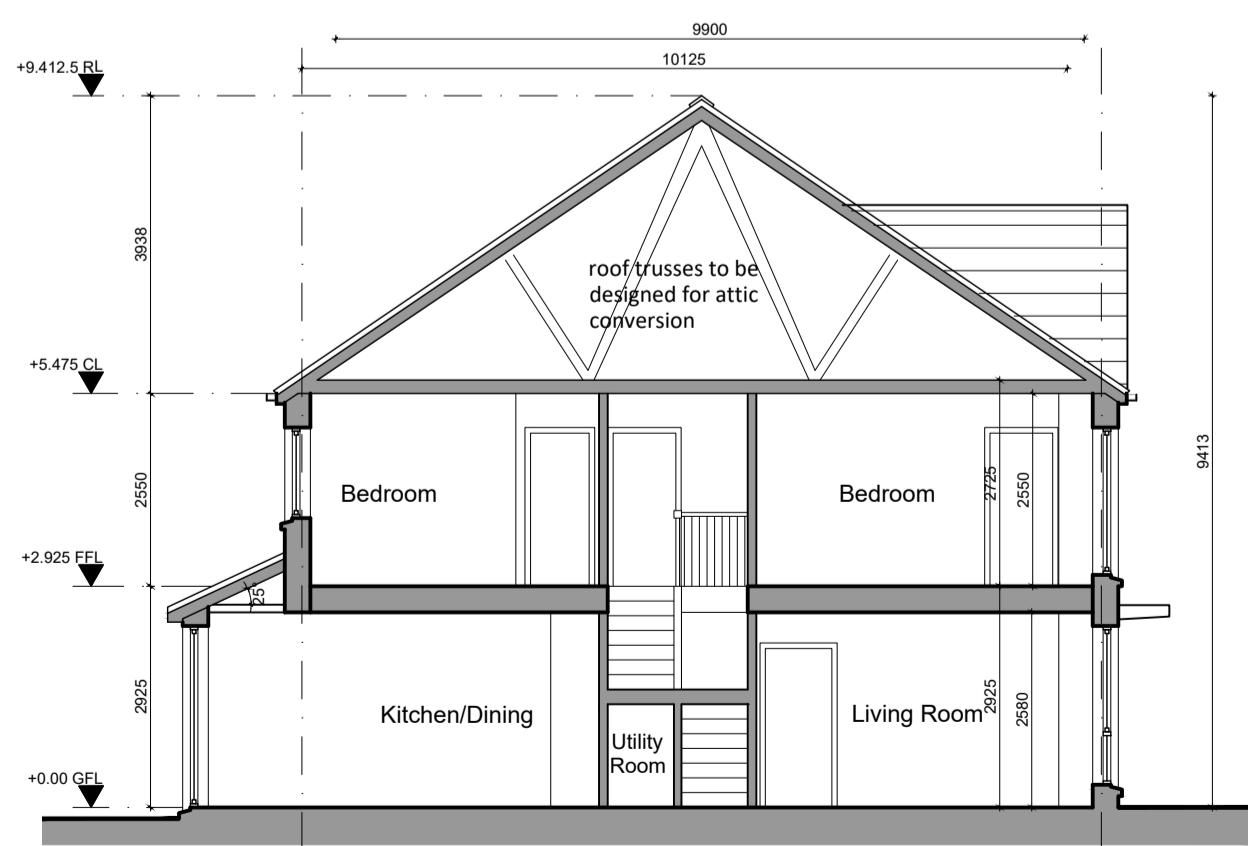 9900
10125
+9.412.5 RL
3938
roof trusses to be
designed for attic
conversion
+5.475 CL
9413
2550
Bedroom
Bedroom
2725
2550
+2.925 FFL
25°
2925
Kitchen/Dining
Living Room
2925
2580
Utility
Room
+0.00 GFL